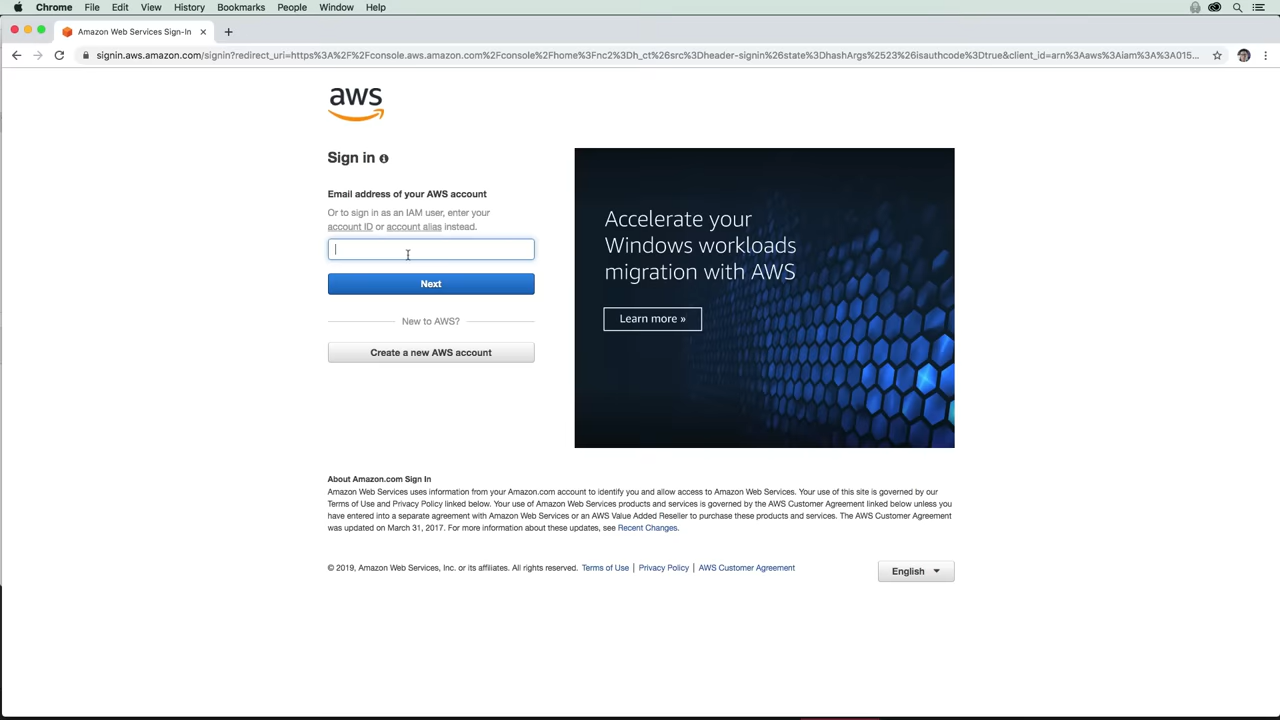 Chrome File Edit View History Bookmarks People Window Help
Amazon Web Services Sign-In
signin.aws.amazon.com/signin?redirect_uri=https%3A%2F%2Fconsole.aws.amazon.com%2Fconsole%2Fhome%3Fnc2%3Dh_ct%26src%3Dheader-signin%26state%3DhashArgs%2523%26isauthcode%3Dtrue&client_id=arn%3Aaws%3Aiam%3A%3A015...
aws
Sign in
Email address of your AWS account
Or to sign in as an IAM user, enter your
account ID or account alias instead.
Next
New to AWS?
Create a new AWS account
Accelerate your
Windows workloads
migration with AWS
Learn more »
About Amazon.com Sign In
Amazon Web Services uses information from your Amazon.com account to identify you and allow access to Amazon Web Services. Your use of this site is governed by our
Terms of Use and Privacy Policy linked below. Your use of Amazon Web Services products and services is governed by the AWS Customer Agreement linked below unless you
have entered into a separate agreement with Amazon Web Services or an AWS Value Added Reseller to purchase these products and services. The AWS Customer Agreement
was updated on March 31, 2017. For more information about these updates, see Recent Changes.
© 2019, Amazon Web Services, Inc. or its affiliates. All rights reserved. Terms of Use | Privacy Policy | AWS Customer Agreement
English